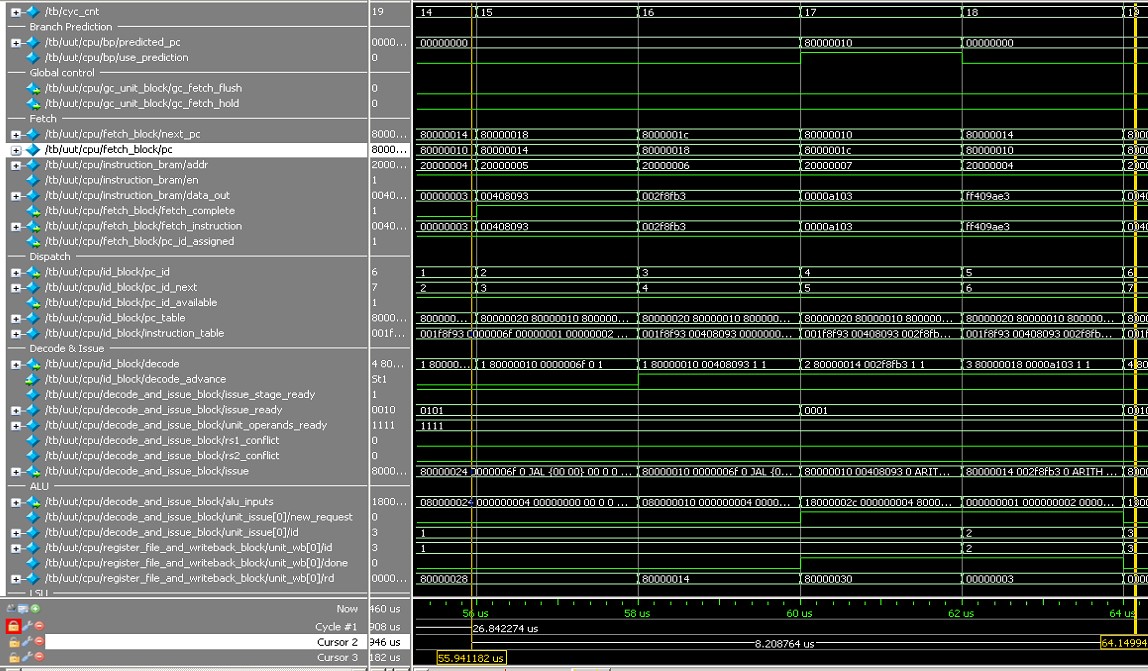 /tb/cyc_cnt 19 14 15 16 17 18 19
Branch Prediction
/tb/uut/cpu/bp/predicted_pc 0000... 00000000 80000010 00000000
/tb/uut/cpu/bp/use_prediction 0
Global control
/tb/uut/cpu/gc_unit_block/gc_fetch_flush 0
/tb/uut/cpu/gc_unit_block/gc_fetch_hold 0
Fetch
/tb/uut/cpu/fetch_block/next_pc 8000... 80000014 80000018 8000001c 80000010 80000014 800
/tb/uut/cpu/fetch_block/pc 8000... 80000010 80000014 80000018 8000001c 80000010 800
/tb/uut/cpu/instruction_bram/addr 2000... 20000004 20000005 20000006 20000007 20000004 200
/tb/uut/cpu/instruction_bram/en 1
/tb/uut/cpu/instruction_bram/data_out 0040... 00000003 00408093 002f8fb3 0000a103 ff409ae3 004
/tb/uut/cpu/fetch_block/fetch_complete 1
/tb/uut/cpu/fetch_block/fetch_instruction 0040... 00000003 00408093 002f8fb3 0000a103 ff409ae3 004
/tb/uut/cpu/fetch_block/pc_id_assigned 1
Dispatch
/tb/uut/cpu/id_block/pc_id 6 1 2 3 4 5 6
/tb/uut/cpu/id_block/pc_id_next 7 2 3 4 5 6 7
/tb/uut/cpu/id_block/pc_id_available 1
/tb/uut/cpu/id_block/pc_table 8000... 800000... 80000020 80000010 800000... 80000020 80000010 800000... 80000020 80000010 800000... 80000020 80000010 800000... 800
/tb/uut/cpu/id_block/instruction_table 001f... 001f8f93 0000006f 00000001 00000002 ... 001f8f93 00408093 0000000... 001f8f93 00408093 002f8fb... 001f8f93 00408093 002f8fb... 001
Decode & Issue
/tb/uut/cpu/id_block/decode 4 80... 1 80000... 1 80000010 0000006f 0 1 1 80000010 00408093 1 1 2 80000014 002f8fb3 1 1 3 80000018 0000a103 1 1 4 80
/tb/uut/cpu/id_block/decode_advance St1
/tb/uut/cpu/decode_and_issue_block/issue_stage_ready 1
/tb/uut/cpu/decode_and_issue_block/issue_ready 0010 0101 0001 0010
/tb/uut/cpu/decode_and_issue_block/unit_operands_ready 1111 1111
/tb/uut/cpu/decode_and_issue_block/rs1_conflict 0
/tb/uut/cpu/decode_and_issue_block/rs2_conflict 0
/tb/uut/cpu/decode_and_issue_block/issue 8000... 80000024 0000006f 0 JAL {00 00} 00 0 0 ... 80000010 0000006f 0 JAL {0... 80000010 00408093 0 ARIT... 80000014 002f8fb3 0 ARITH ... 800
ALU
/tb/uut/cpu/decode_and_issue_block/alu_inputs 1800... 08000002 000000004 00000000 00 0 0 ... 080000010 000000004 0000... 18000002c 000000004 8000... 000000001 000000002 0000... 180
/tb/uut/cpu/decode_and_issue_block/unit_issue[0]/new_request 0
/tb/uut/cpu/decode_and_issue_block/unit_issue[0]/id 3 1 2 3
/tb/uut/cpu/register_file_and_writeback_block/unit_wb[0]/id 3 1 2 3
/tb/uut/cpu/register_file_and_writeback_block/unit_wb[0]/done 0
/tb/uut/cpu/register_file_and_writeback_block/unit_wb[0]/rd 0000... 80000028 80000014 80000030 00000003 000
LSU
Now 460 us 56 us 58 us 60 us 62 us 64 us
Cycle #1 908 us 26.842274 us
Cursor 2 946 us 8.208764 us 64.14994
Cursor 3 182 us 55.941182 us